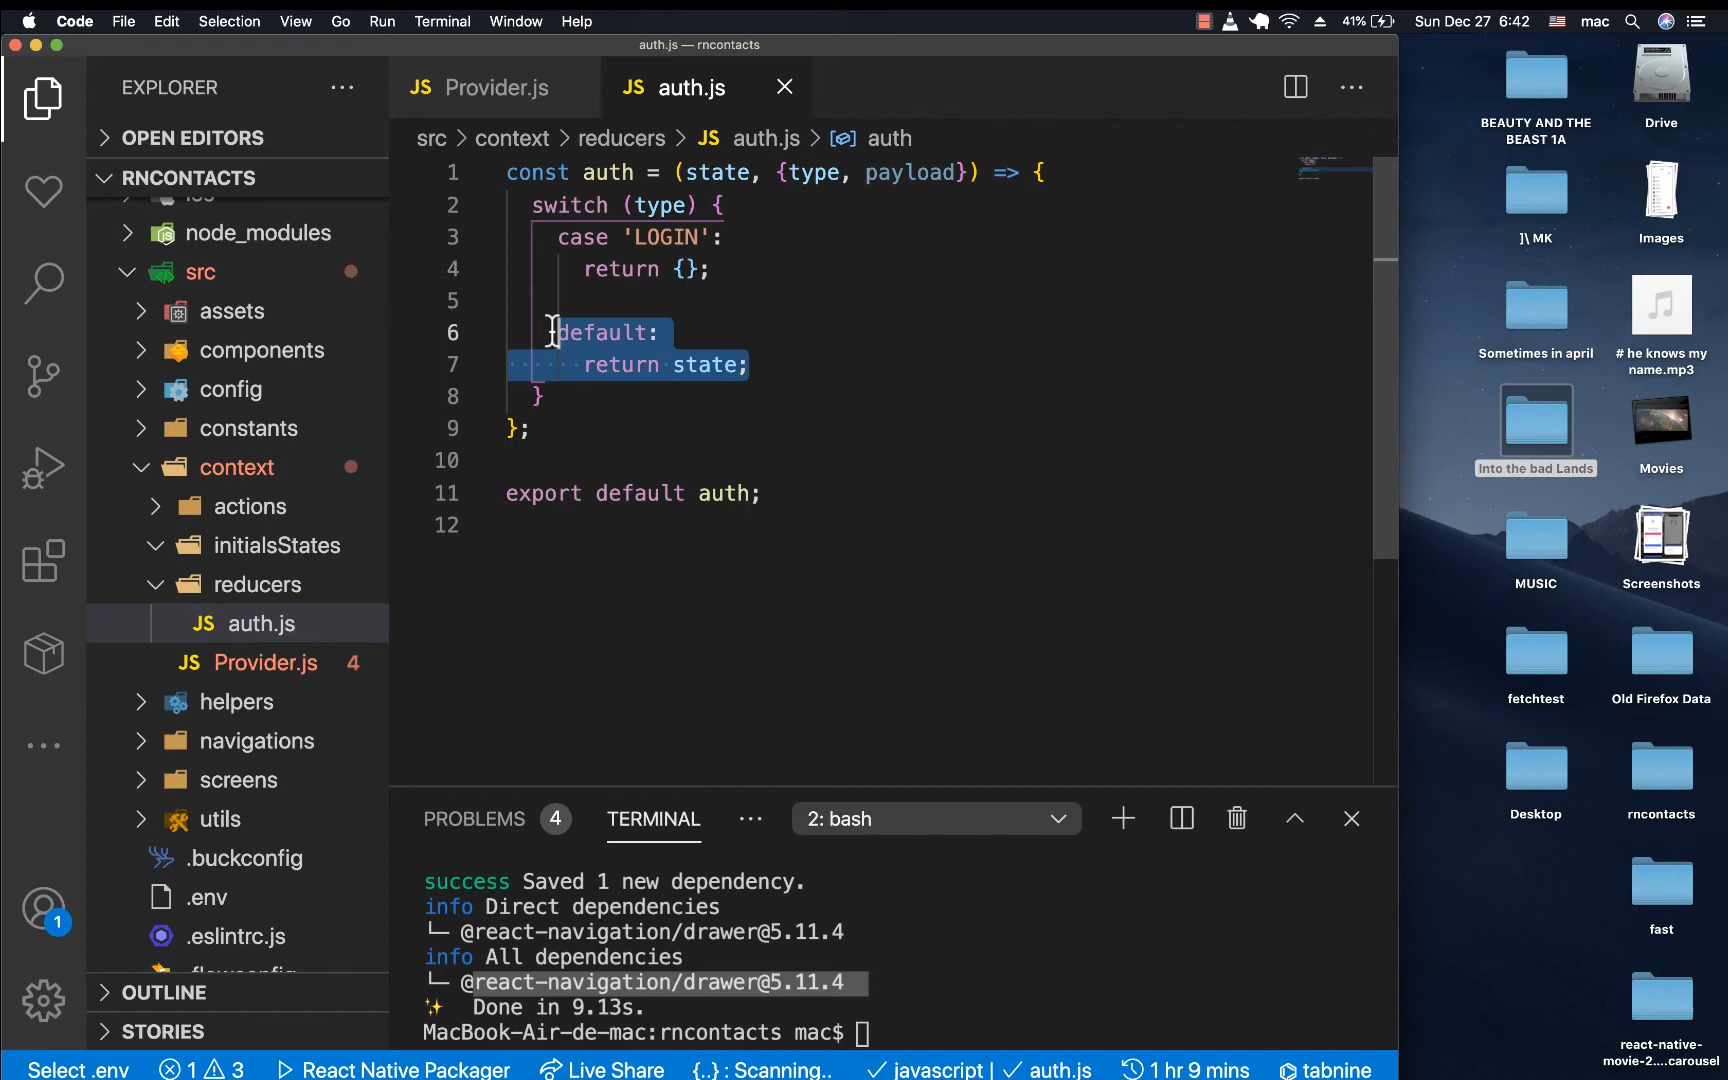 Code File Edit Selection View Go Run Terminal Window Help 41% Sun Dec 27 6:42 mac
auth.js — rncontacts
EXPLORER
JS Provider.js JS auth.js
OPEN EDITORS
RNCONTACTS
src > context > reducers > JS auth.js > auth
node_modules
src
assets
components
config
constants
context
actions
initialsStates
reducers
JS auth.js
JS Provider.js 4
helpers
navigations
screens
utils
.buckconfig
.env
.eslintrc.js
OUTLINE
STORIES
1 const auth = (state, {type, payload}) => {
2 switch (type) {
3 case 'LOGIN':
4 return {};
5
6 default:
7 return state;
8 }
9 };
10
11 export default auth;
12
PROBLEMS 4 TERMINAL 2: bash
success Saved 1 new dependency.
info Direct dependencies
└─ @react-navigation/drawer@5.11.4
info All dependencies
└─ @react-navigation/drawer@5.11.4
✨ Done in 9.13s.
MacBook-Air-de-mac:rncontacts mac$
1
Select .env 1 3 React Native Packager Live Share {..} : Scanning.. javascript | auth.js 1 hr 9 mins tabnine
BEAUTY AND THE
BEAST 1A
Drive
]\ MK
Images
Sometimes in april
# he knows my
name.mp3
Into the bad Lands
Movies
MUSIC
Screenshots
fetchtest
Old Firefox Data
Desktop
rncontacts
fast
react-native-
movie-2....carousel